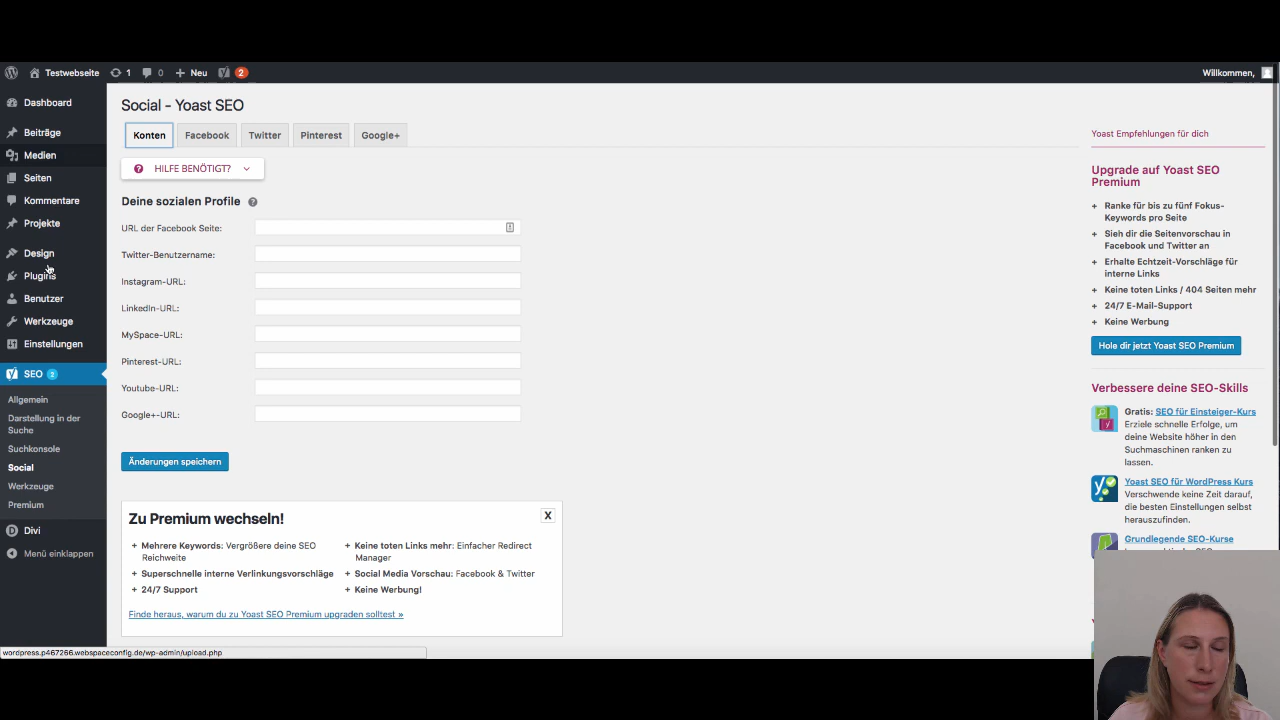 Testwebseite 1 0 Neu 2 Willkommen,
Dashboard
Beiträge
Medien
Seiten
Kommentare
Projekte
Design
Plugins
Benutzer
Werkzeuge
Einstellungen
SEO 2
Allgemein
Darstellung in der
Suche
Suchkonsole
Social
Werkzeuge
Premium
Divi
Menü einklappen
Social - Yoast SEO
Konten Facebook Twitter Pinterest Google+
HILFE BENÖTIGT?
Deine sozialen Profile
URL der Facebook Seite:
Twitter-Benutzername:
Instagram-URL:
LinkedIn-URL:
MySpace-URL:
Pinterest-URL:
Youtube-URL:
Google+-URL:
Änderungen speichern
Zu Premium wechseln!
X
+ Mehrere Keywords: Vergrößere deine SEO
Reichweite
+ Superschnelle interne Verlinkungsvorschläge
+ 24/7 Support
+ Keine toten Links mehr: Einfacher Redirect
Manager
+ Social Media Vorschau: Facebook & Twitter
+ Keine Werbung!
Finde heraus, warum du zu Yoast SEO Premium upgraden solltest »
Yoast Empfehlungen für dich
Upgrade auf Yoast SEO
Premium
+ Ranke für bis zu fünf Fokus-
Keywords pro Seite
+ Sieh dir die Seitenvorschau in
Facebook und Twitter an
+ Erhalte Echtzeit-Vorschläge für
interne Links
+ Keine toten Links / 404 Seiten mehr
+ 24/7 E-Mail-Support
+ Keine Werbung
Hole dir jetzt Yoast SEO Premium
Verbessere deine SEO-Skills
Gratis: SEO für Einsteiger-Kurs
Erziele schnelle Erfolge, um
deine Website höher in den
Suchmaschinen ranken zu
lassen.
Yoast SEO für WordPress Kurs
Verschwende keine Zeit darauf,
die besten Einstellungen selbst
herauszufinden.
Grundlegende SEO-Kurse
wordpress.p467266.webspaceconfig.de/wp-admin/upload.php